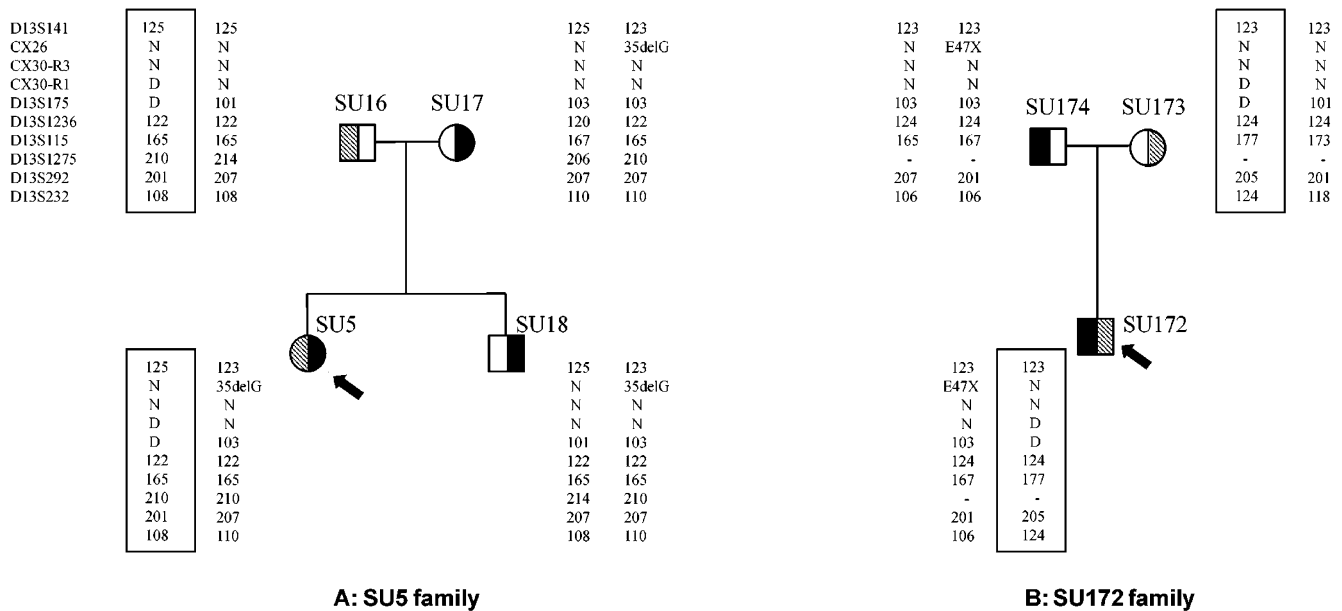 D13S141 125 125 125 123 123 123 123 123
CX26 N N N 35delG N E47X N N
CX30-R3 N N N N N N N N
CX30-R1 D N N N N N D N
D13S175 D 101 103 103 103 103 D 101
D13S1236 122 122 120 122 124 124 124 124
D13S115 165 165 167 165 165 167 177 173
D13S1275 210 214 206 210 - - - -
D13S292 201 207 207 207 207 201 205 201
D13S232 108 108 110 110 106 106 124 118
SU16 SU17 SU174 SU173
SU5 SU18 SU172
125 123 125 123 123 123
N 35delG N 35delG E47X N
N N N N N N
D N N N N D
D 103 101 103 103 D
122 122 122 122 124 124
165 165 165 165 167 177
210 210 214 210 - -
201 207 207 207 201 205
108 110 108 110 106 124
A: SU5 family B: SU172 family